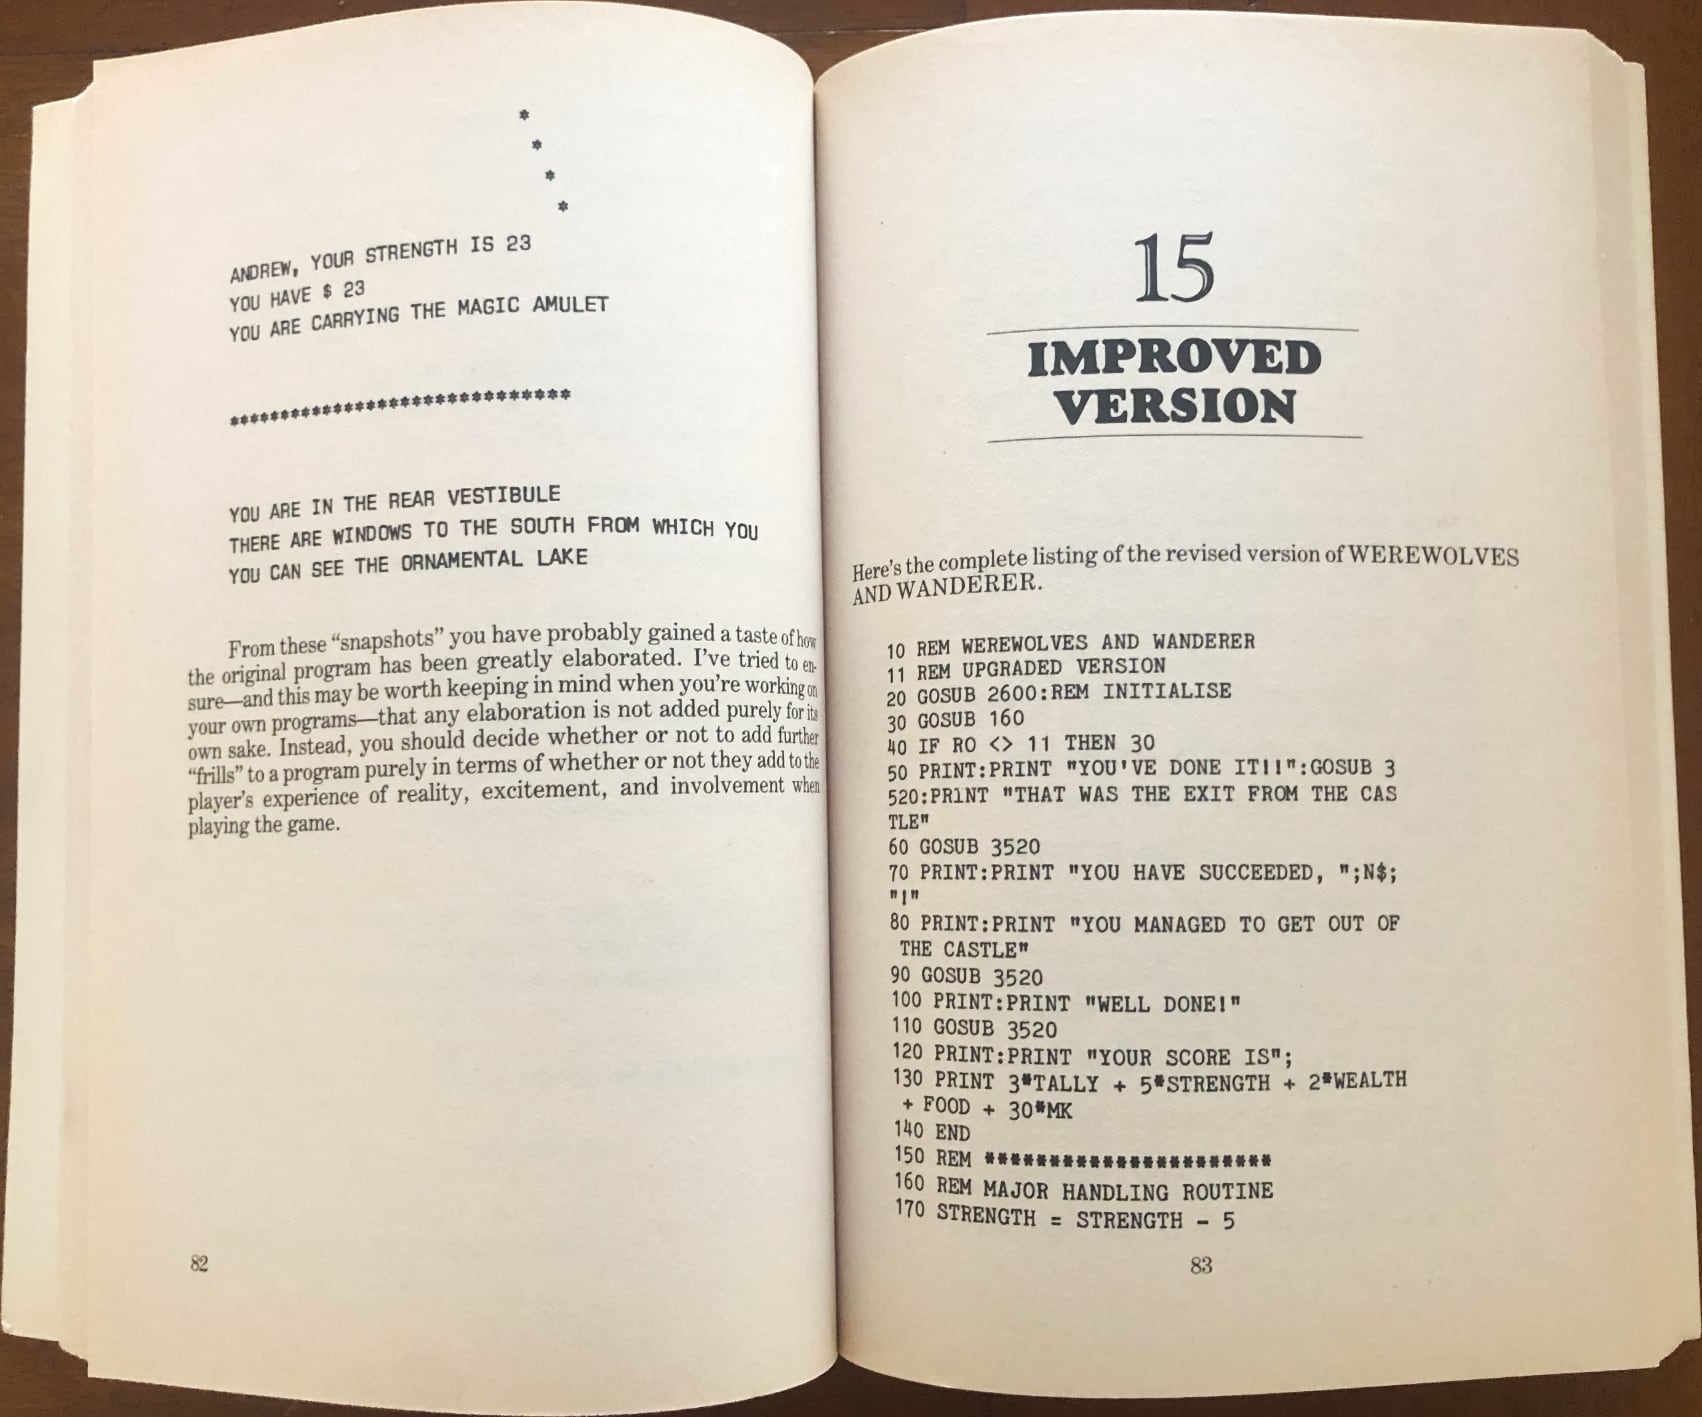 *
*
*
*
ANDREW, YOUR STRENGTH IS 23
YOU HAVE $ 23
YOU ARE CARRYING THE MAGIC AMULET
******************************
YOU ARE IN THE REAR VESTIBULE
THERE ARE WINDOWS TO THE SOUTH FROM WHICH YOU
YOU CAN SEE THE ORNAMENTAL LAKE
From these “snapshots” you have probably gained a taste of how
the original program has been greatly elaborated. I’ve tried to en-
sure—and this may be worth keeping in mind when you’re working on
your own programs—that any elaboration is not added purely for its
own sake. Instead, you should decide whether or not to add further
“frills” to a program purely in terms of whether or not they add to the
player’s experience of reality, excitement, and involvement when
playing the game.
82
15
IMPROVED
VERSION
Here’s the complete listing of the revised version of WEREWOLVES
AND WANDERER.
10 REM WEREWOLVES AND WANDERER
11 REM UPGRADED VERSION
20 GOSUB 2600:REM INITIALISE
30 GOSUB 160
40 IF RO <> 11 THEN 30
50 PRINT:PRINT "YOU'VE DONE IT!!":GOSUB 3
520:PRINT "THAT WAS THE EXIT FROM THE CAS
TLE"
60 GOSUB 3520
70 PRINT:PRINT "YOU HAVE SUCCEEDED, ";N$;
"!"
80 PRINT:PRINT "YOU MANAGED TO GET OUT OF
THE CASTLE"
90 GOSUB 3520
100 PRINT:PRINT "WELL DONE!"
110 GOSUB 3520
120 PRINT:PRINT "YOUR SCORE IS";
130 PRINT 3*TALLY + 5*STRENGTH + 2*WEALTH
+ FOOD + 30*MK
140 END
150 REM **********************
160 REM MAJOR HANDLING ROUTINE
170 STRENGTH = STRENGTH - 5
83